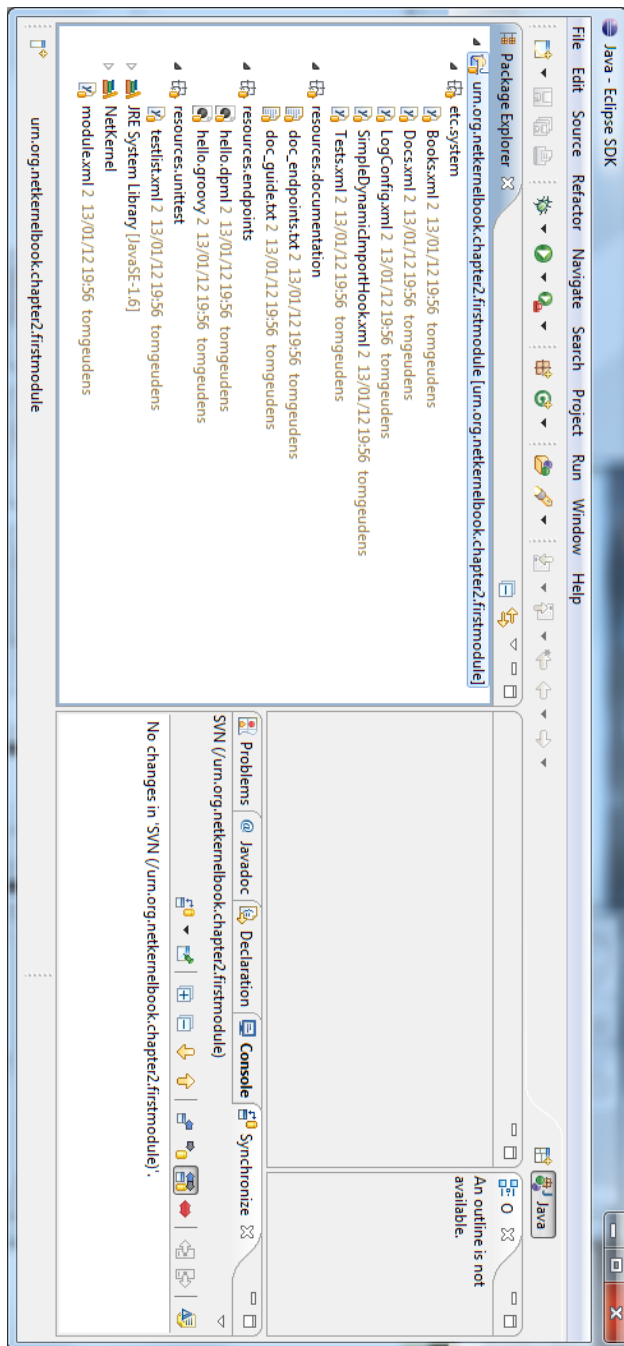 Java - Eclipse SDK
File Edit Source Refactor Navigate Search Project Run Window Help
Java
Package Explorer
urn.org.netkernelbook.chapter2.firstmodule [urn.org.netkernelbook.chapter2.firstmodule]
etc.system
Books.xml 2 13/01/12 19:56 tomgeudens
Docs.xml 2 13/01/12 19:56 tomgeudens
LogConfig.xml 2 13/01/12 19:56 tomgeudens
SimpleDynamicImportHook.xml 2 13/01/12 19:56 tomgeudens
Tests.xml 2 13/01/12 19:56 tomgeudens
resources.documentation
doc_endpoints.txt 2 13/01/12 19:56 tomgeudens
doc_guide.txt 2 13/01/12 19:56 tomgeudens
resources.endpoints
hello.dpml 2 13/01/12 19:56 tomgeudens
hello.groovy 2 13/01/12 19:56 tomgeudens
resources.unittest
testlist.xml 2 13/01/12 19:56 tomgeudens
JRE System Library [JavaSE-1.6]
NetKernel
module.xml 2 13/01/12 19:56 tomgeudens
O
An outline is not
available.
Problems @ Javadoc Declaration Console Synchronize
SVN (/urn.org.netkernelbook.chapter2.firstmodule)
No changes in 'SVN (/urn.org.netkernelbook.chapter2.firstmodule)'.
urn.org.netkernelbook.chapter2.firstmodule